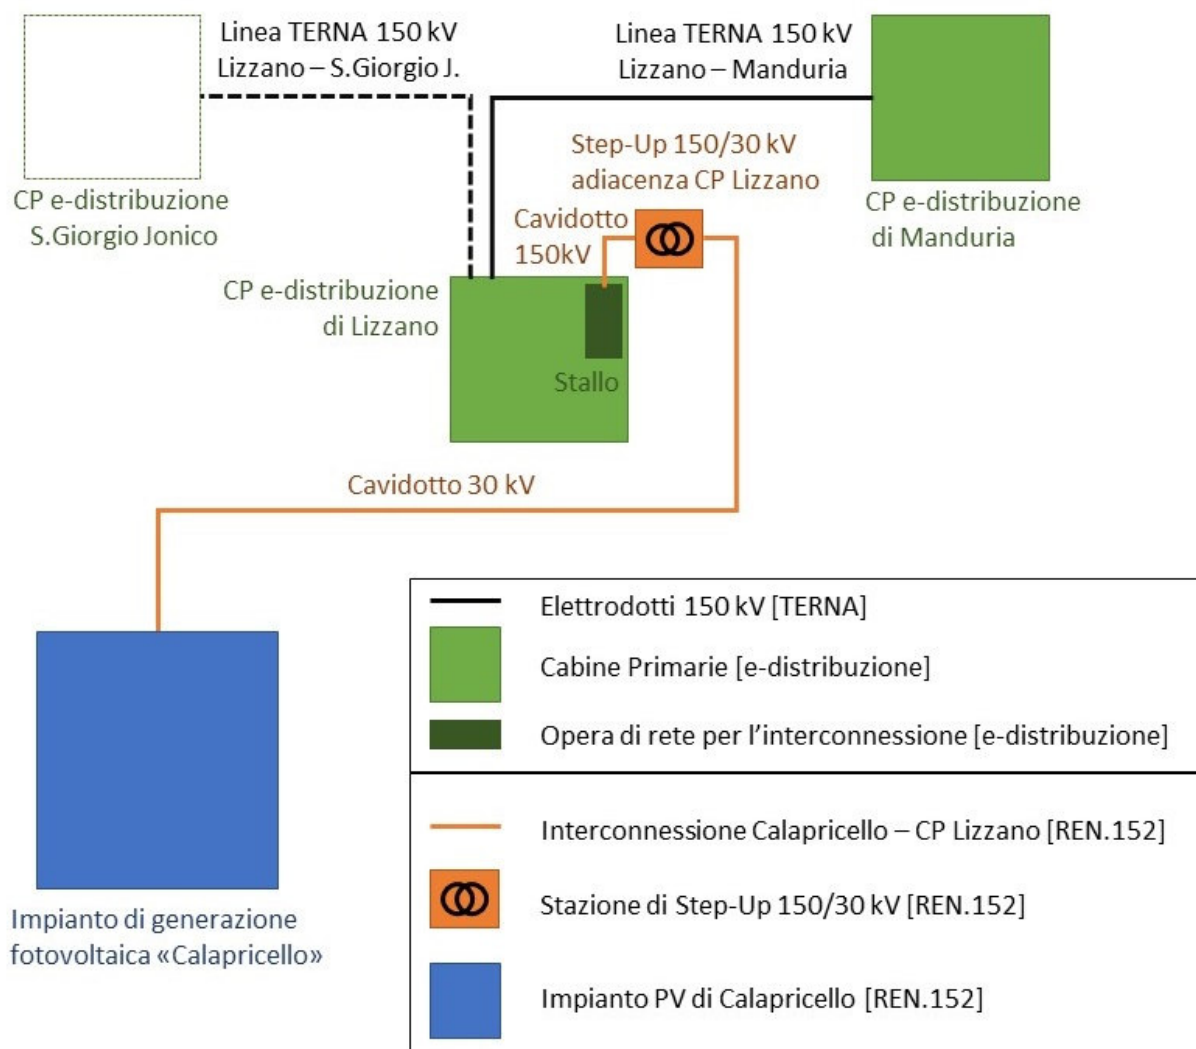 Linea TERNA 150 kV
Lizzano – S.Giorgio J.
Linea TERNA 150 kV
Lizzano – Manduria
Step-Up 150/30 kV
adiacenza CP Lizzano
CP e-distribuzione
S.Giorgio Jonico
CP e-distribuzione
di Manduria
Cavidotto
150kV
CP e-distribuzione
di Lizzano
Stallo
Cavidotto 30 kV
Impianto di generazione
fotovoltaica «Calapricello»
Elettrodotti 150 kV [TERNA]
Cabine Primarie [e-distribuzione]
Opera di rete per l’interconnessione [e-distribuzione]
Interconnessione Calapricello – CP Lizzano [REN.152]
Stazione di Step-Up 150/30 kV [REN.152]
Impianto PV di Calapricello [REN.152]